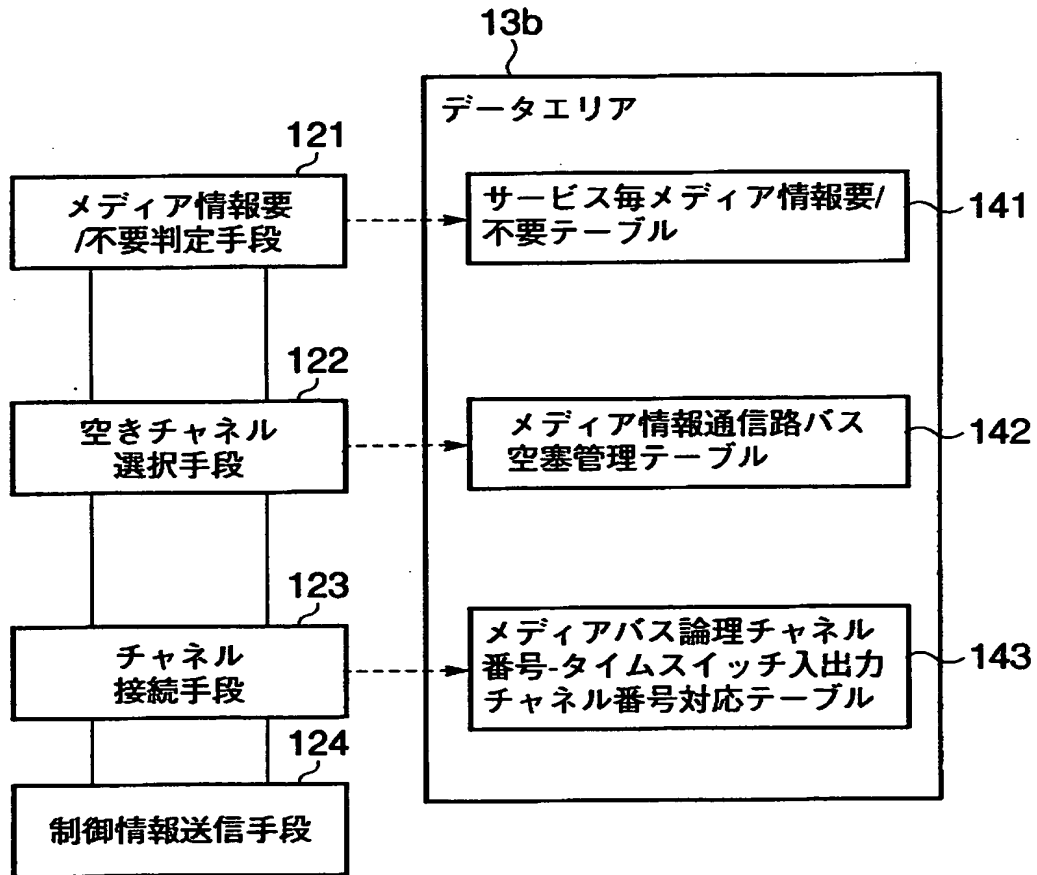 13b
データエリア
121
メディア情報要
/不要判定手段
サービス毎メディア情報要/
不要テーブル
141
122
空きチャネル
選択手段
メディア情報通信路バス
空塞管理テーブル
142
123
チャネル
接続手段
メディアバス論理チャネル
番号-タイムスイッチ入出力
チャネル番号対応テーブル
143
124
制御情報送信手段